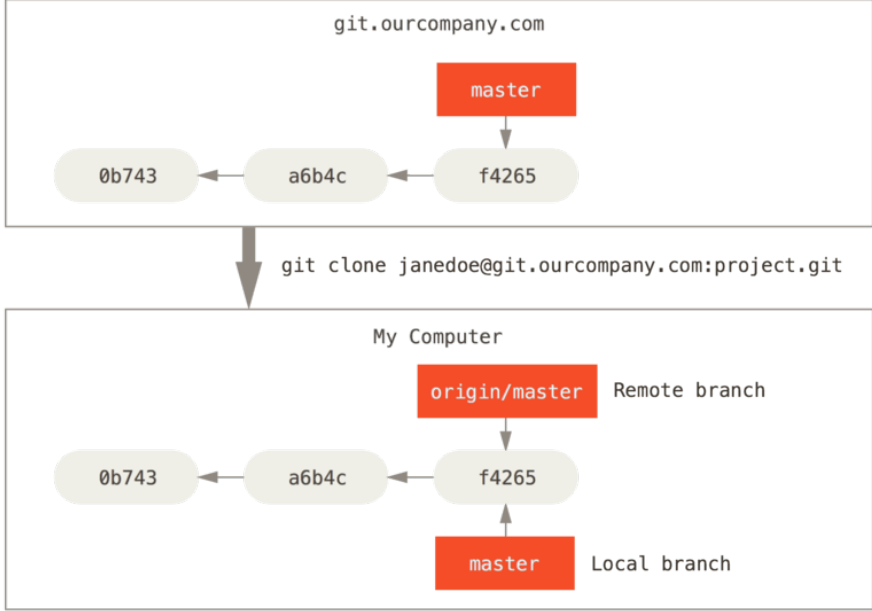 git.ourcompany.com
master
0b743 a6b4c f4265
git clone janedoe@git.ourcompany.com:project.git
My Computer
origin/master Remote branch
0b743 a6b4c f4265
master Local branch